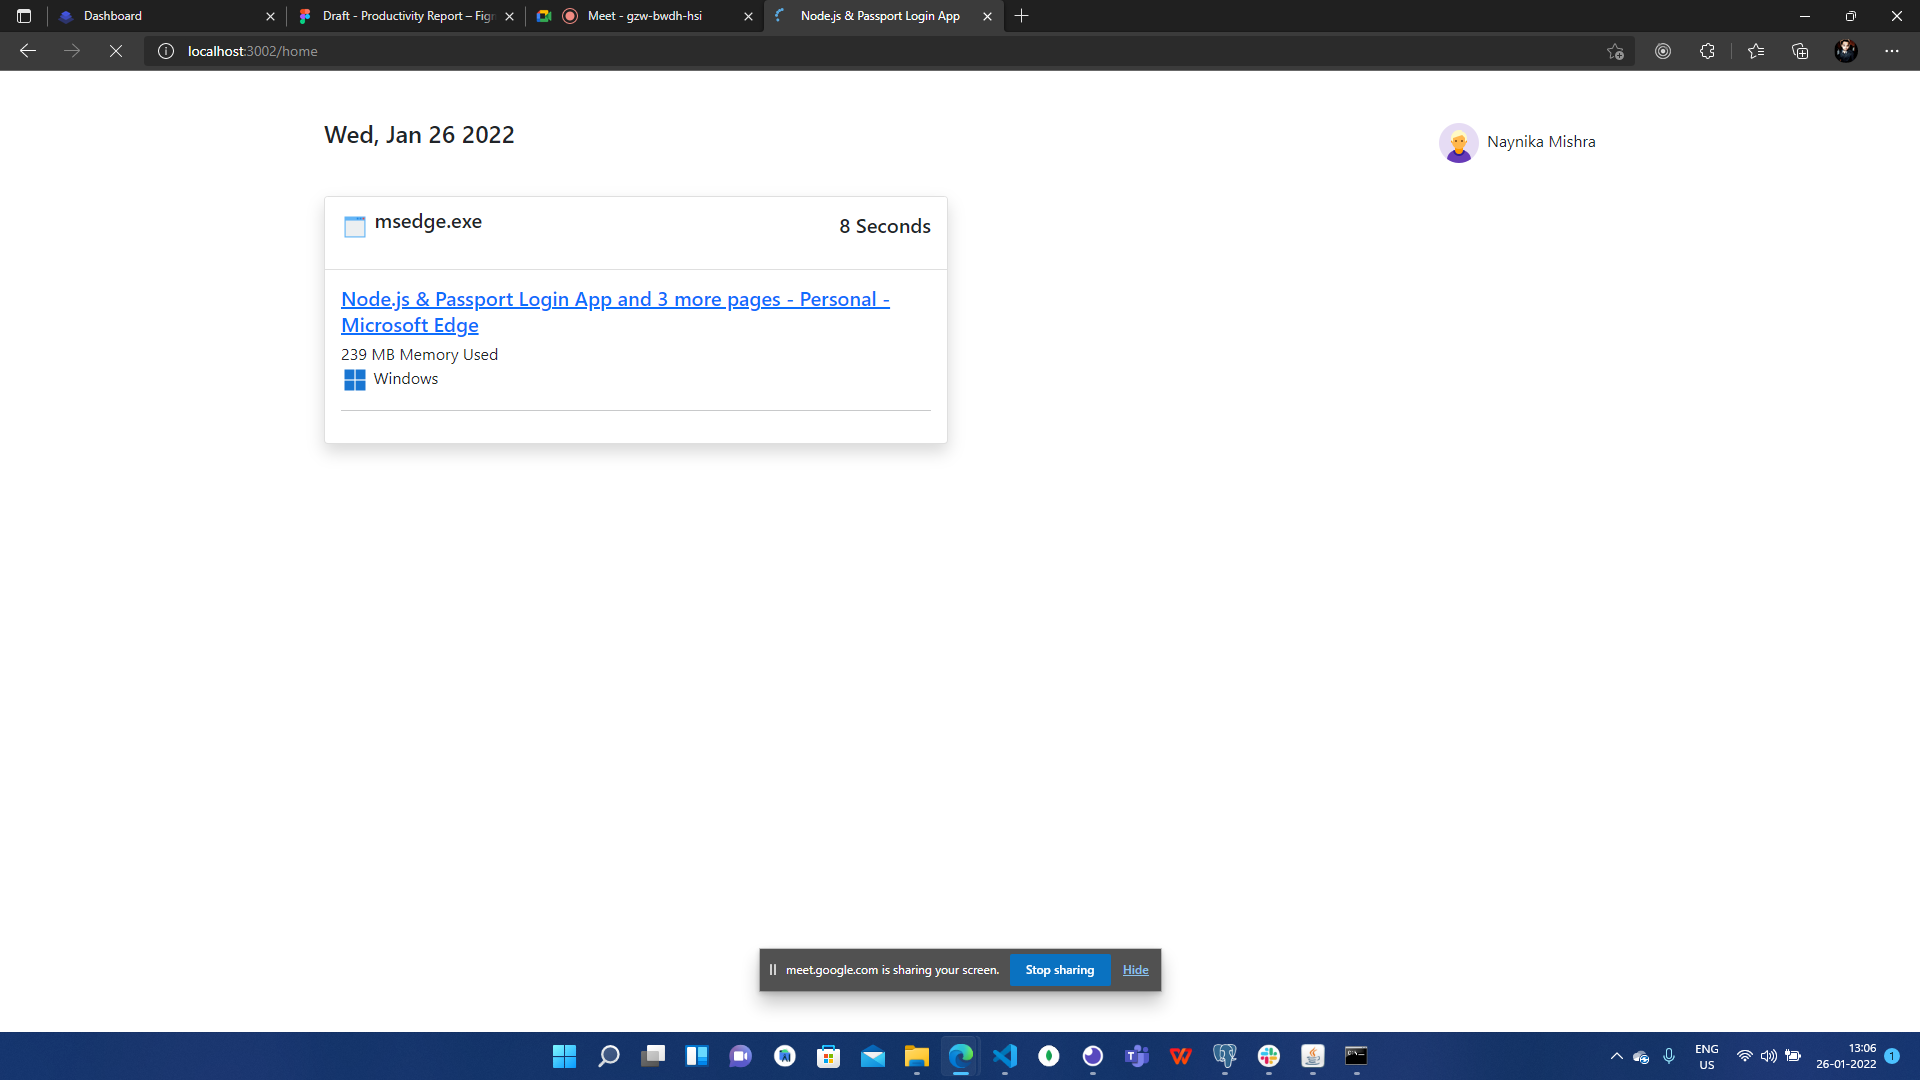 Dashboard
Draft - Productivity Report – Fig
Meet - gzw-bwdh-hsi
Node.js & Passport Login App
localhost:3002/home
Wed, Jan 26 2022
Naynika Mishra
msedge.exe
8 Seconds
Node.js & Passport Login App and 3 more pages - Personal -
Microsoft Edge
239 MB Memory Used
Windows
meet.google.com is sharing your screen.
Stop sharing
Hide
ENG
US
13:06
26-01-2022
1